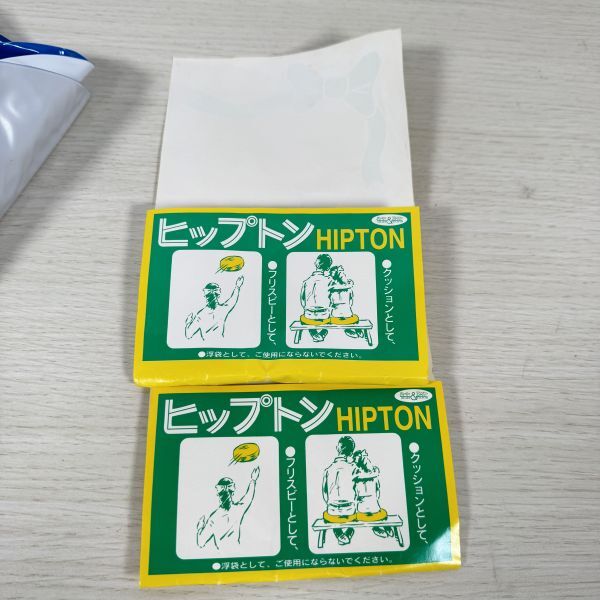 ヒップトン HIPTON
●フリスビーとして、
●クッションとして、
●浮袋として、ご使用にならないでください。
ヒップトン HIPTON
●フリスビーとして、
●クッションとして、
●浮袋として、ご使用にならないでください。